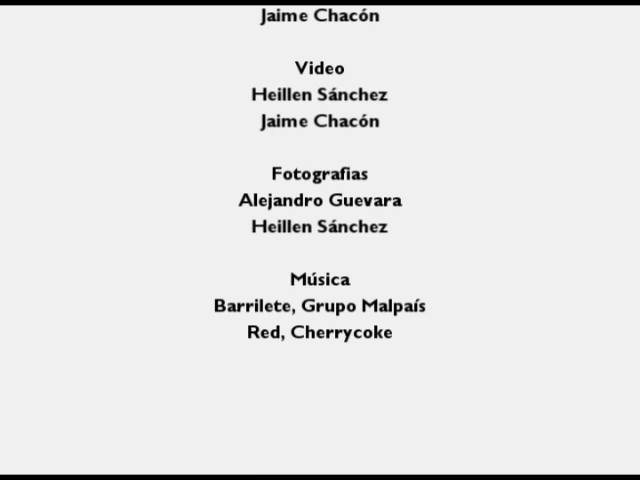 Jaime Chacón
Video
Heillen Sánchez
Jaime Chacón
Fotografias
Alejandro Guevara
Heillen Sánchez
Música
Barrilete, Grupo Malpaís
Red, Cherrycoke